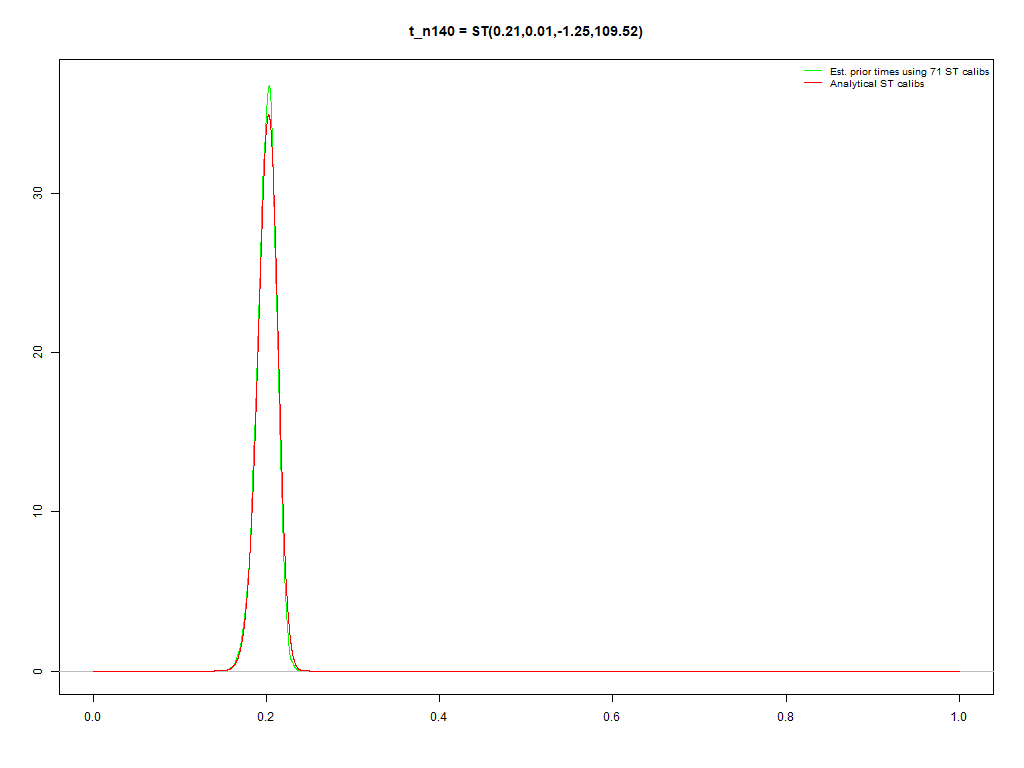 t_n140 = ST(0.21,0.01,-1.25,109.52)
Est. prior times using 71 ST calibs
Analytical ST calibs
30
20
10
0
0.0 0.2 0.4 0.6 0.8 1.0